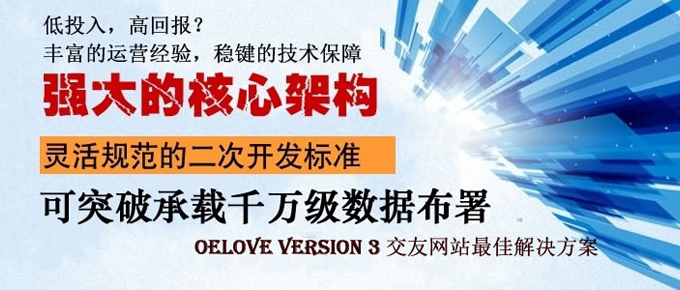 低投入，高回报？
丰富的运营经验，稳键的技术保障
强大的核心架构
灵活规范的二次开发标准
可突破承载千万级数据布署
OELOVE VERSION 3 交友网站最佳解决方案